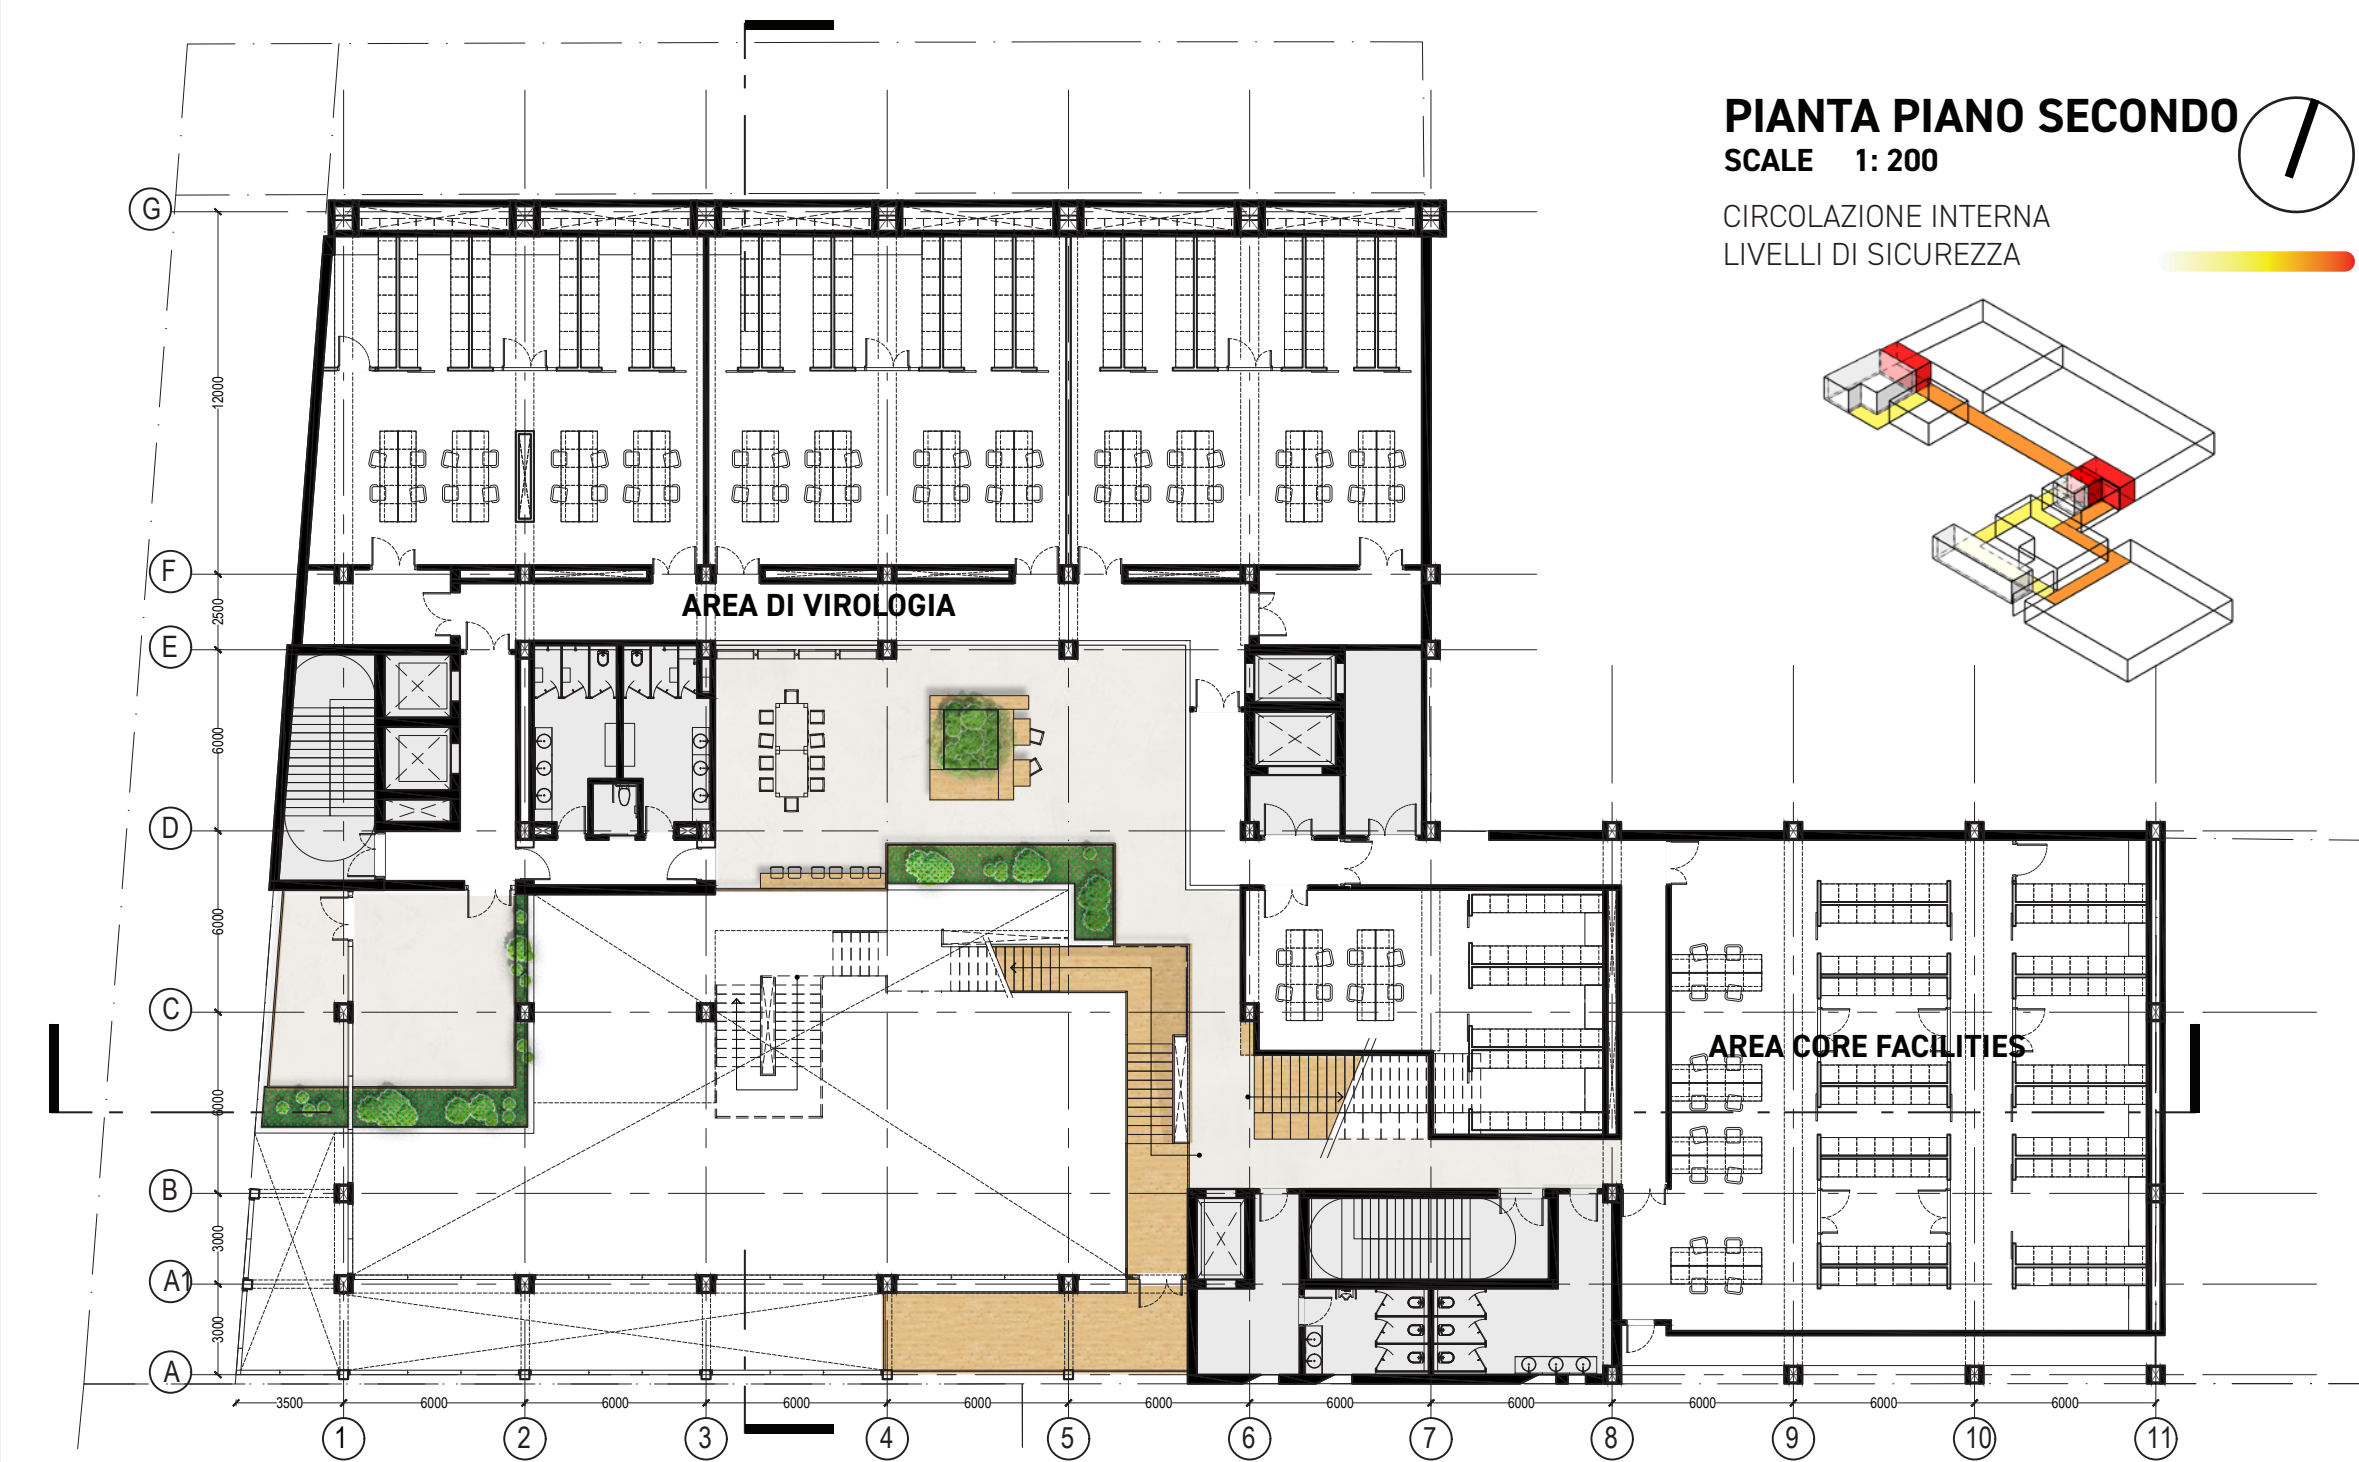 PIANTA PIANO SECONDO
SCALE 1: 200
CIRCOLAZIONE INTERNA
LIVELLI DI SICUREZZA
G
12000
F
2500
AREA DI VIROLOGIA
E
6000
D
6000
C
AREA CORE FACILITIES
6000
B
3000
A1
3000
A
3500 6000 6000 6000 6000 6000 6000 6000 6000 6000 6000
1 2 3 4 5 6 7 8 9 10 11